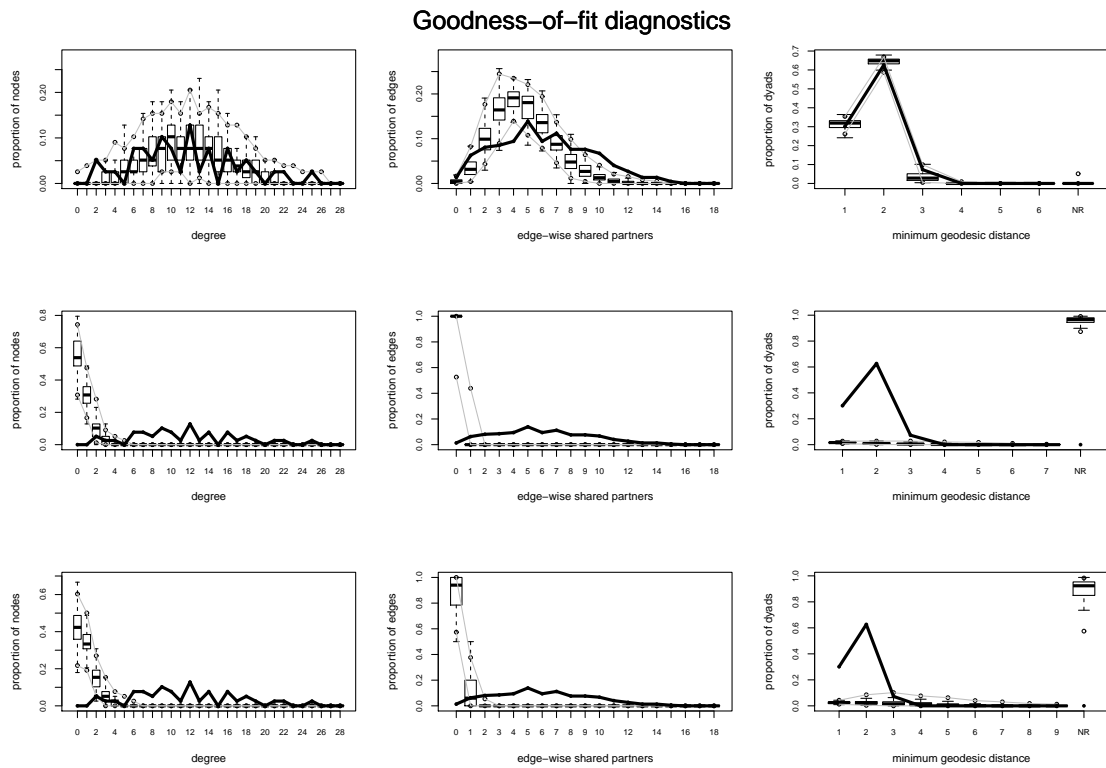 Goodness−of−fit diagnostics
proportion of nodes
0.00 0.10 0.20
0 2 4 6 8 10 12 14 16 18 20 22 24 26 28
degree
proportion of edges
0.00 0.10 0.20
0 1 2 3 4 5 6 7 8 9 10 12 14 16 18
edge−wise shared partners
proportion of dyads
0.0 0.1 0.2 0.3 0.4 0.5 0.6 0.7
1 2 3 4 5 6 NR
minimum geodesic distance
proportion of nodes
0.0 0.2 0.4 0.6 0.8
0 2 4 6 8 10 12 14 16 18 20 22 24 26 28
degree
proportion of edges
0.0 0.2 0.4 0.6 0.8 1.0
0 1 2 3 4 5 6 7 8 9 10 12 14 16 18
edge−wise shared partners
proportion of dyads
0.0 0.2 0.4 0.6 0.8 1.0
1 2 3 4 5 6 7 NR
minimum geodesic distance
proportion of nodes
0.0 0.2 0.4 0.6
0 2 4 6 8 10 12 14 16 18 20 22 24 26 28
degree
proportion of edges
0.0 0.2 0.4 0.6 0.8 1.0
0 1 2 3 4 5 6 7 8 9 10 12 14 16 18
edge−wise shared partners
proportion of dyads
0.0 0.2 0.4 0.6 0.8 1.0
1 2 3 4 5 6 7 8 9 NR
minimum geodesic distance